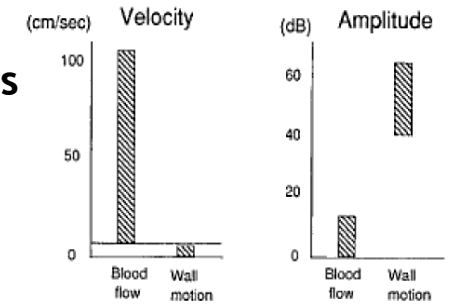 (cm/sec) Velocity
100
50
0
Blood flow
Wall motion
s
(dB) Amplitude
60
40
20
0
Blood flow
Wall motion